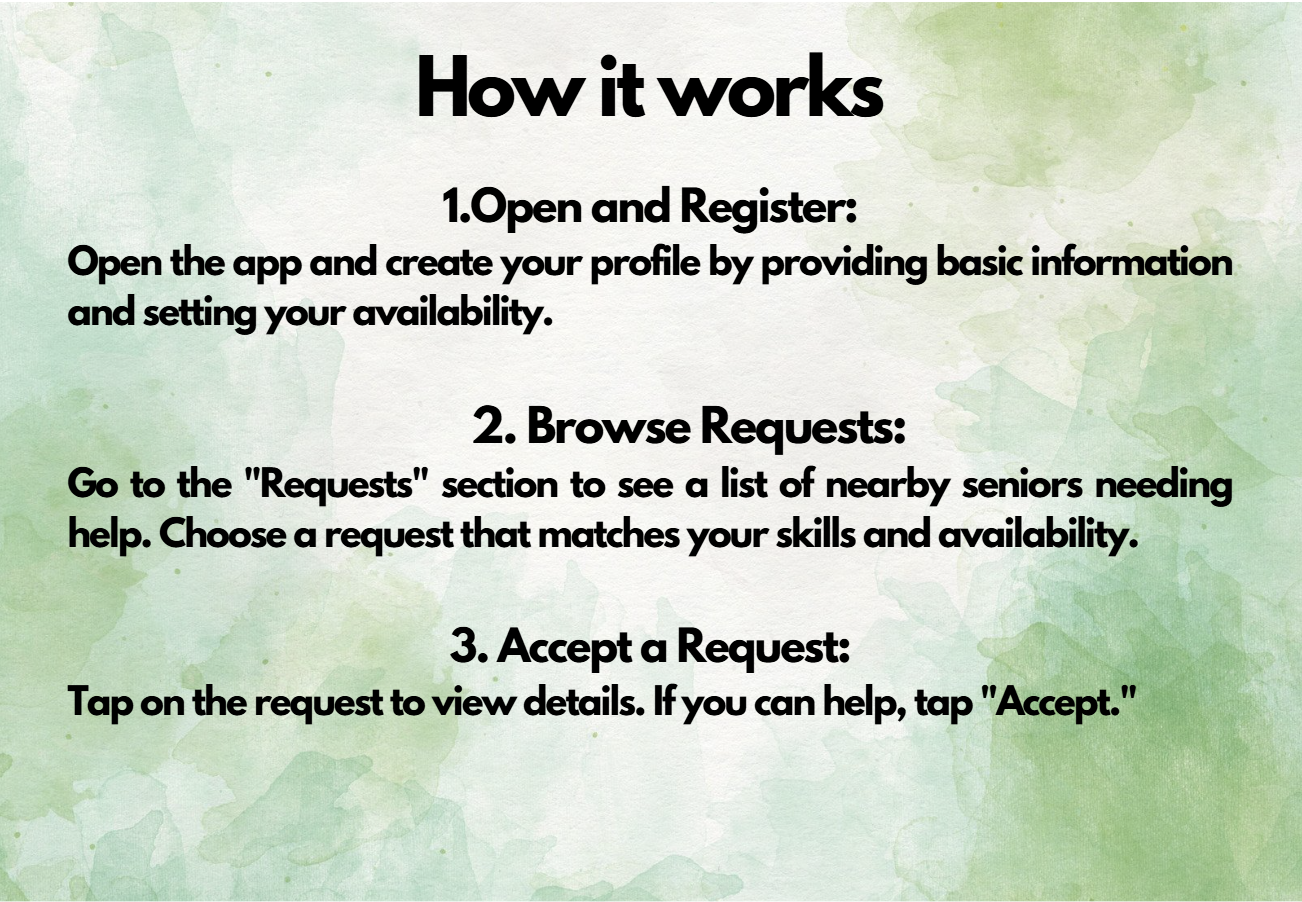 How it works
1.Open and Register:
Open the app and create your profile by providing basic information
and setting your availability.
2. Browse Requests:
Go to the "Requests" section to see a list of nearby seniors needing
help. Choose a request that matches your skills and availability.
3. Accept a Request:
Tap on the request to view details. If you can help, tap "Accept."